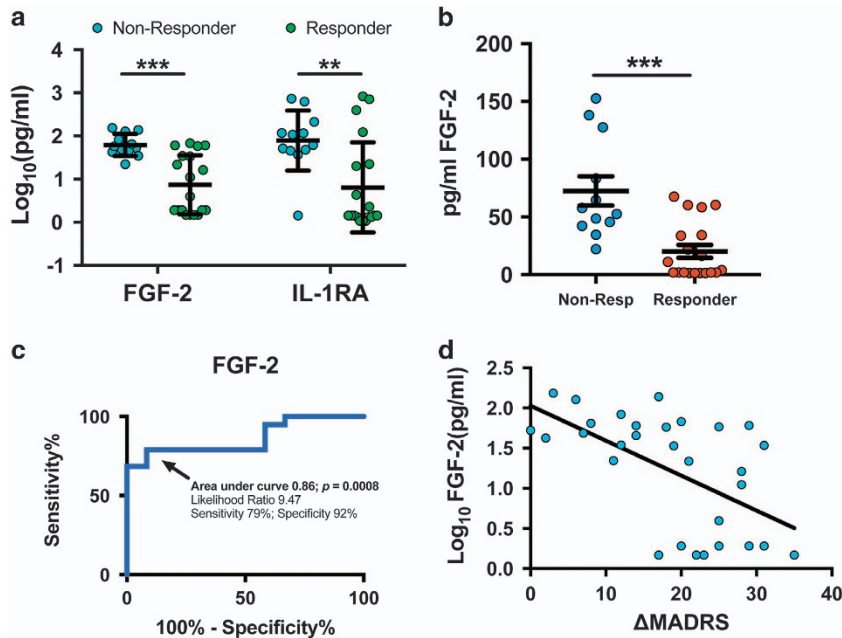 a
Non-Responder
Responder
Log10(pg/ml)
4
3
2
1
0
-1
***
**
FGF-2
IL-1RA
b
pg/ml FGF-2
200
150
100
50
0
***
Non-Resp
Responder
c
FGF-2
Sensitivity%
100
50
0
Area under curve 0.86; p = 0.0008
Likelihood Ratio 9.47
Sensitivity 79%; Specificity 92%
0
50
100
100% - Specificity%
d
Log10 FGF-2(pg/ml)
2.5
2.0
1.5
1.0
0.5
0.0
0
10
20
30
40
ΔMADRS